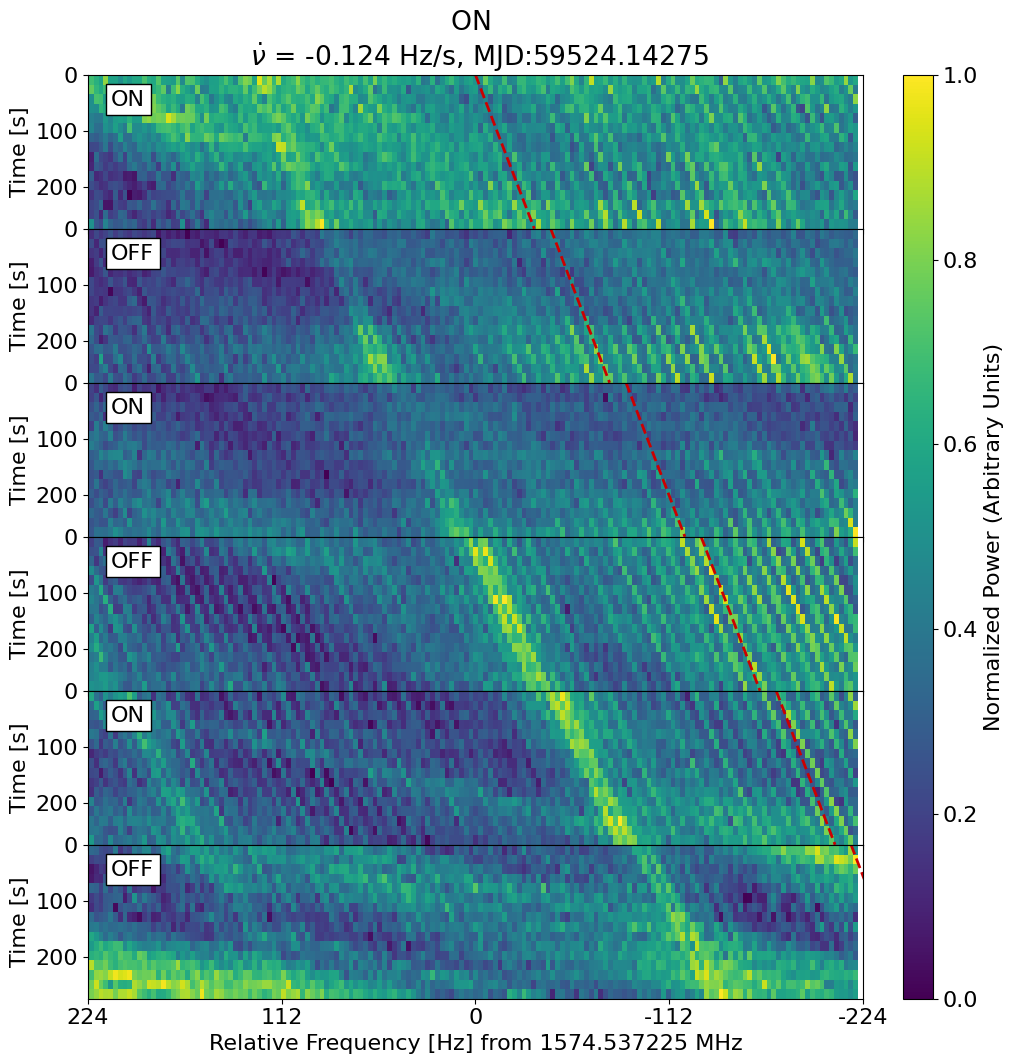 ON
ν̇ = -0.124 Hz/s, MJD:59524.14275
0
ON
100
200
Time [s]
0
OFF
100
200
Time [s]
0
ON
100
200
Time [s]
0
OFF
100
200
Time [s]
0
ON
100
200
Time [s]
0
OFF
100
200
Time [s]
224 112 0 -112 -224
Relative Frequency [Hz] from 1574.537225 MHz
1.0
0.8
0.6
0.4
0.2
0.0
Normalized Power (Arbitrary Units)